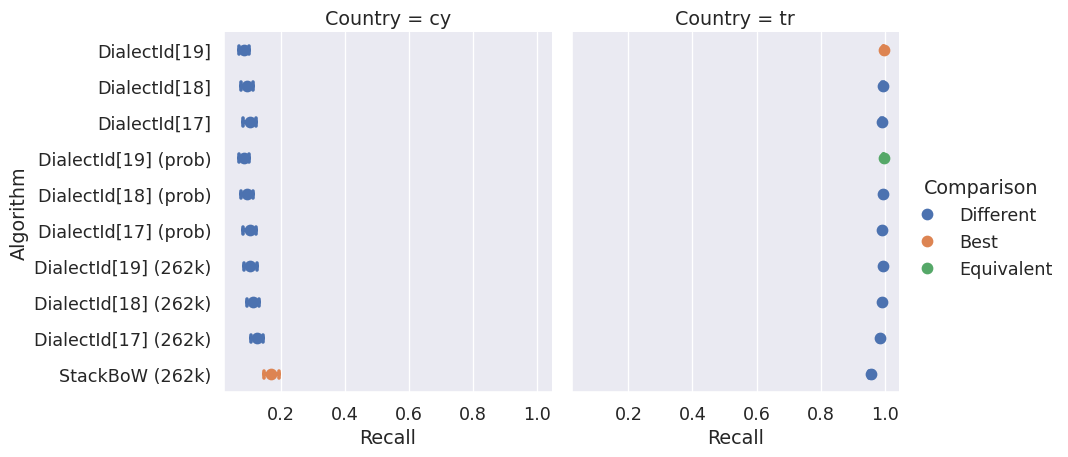 Country = cy
Country = tr
Algorithm
DialectId[19]
DialectId[18]
DialectId[17]
DialectId[19] (prob)
DialectId[18] (prob)
DialectId[17] (prob)
DialectId[19] (262k)
DialectId[18] (262k)
DialectId[17] (262k)
StackBoW (262k)
0.2 0.4 0.6 0.8 1.0
Recall
0.2 0.4 0.6 0.8 1.0
Recall
Comparison
Different
Best
Equivalent